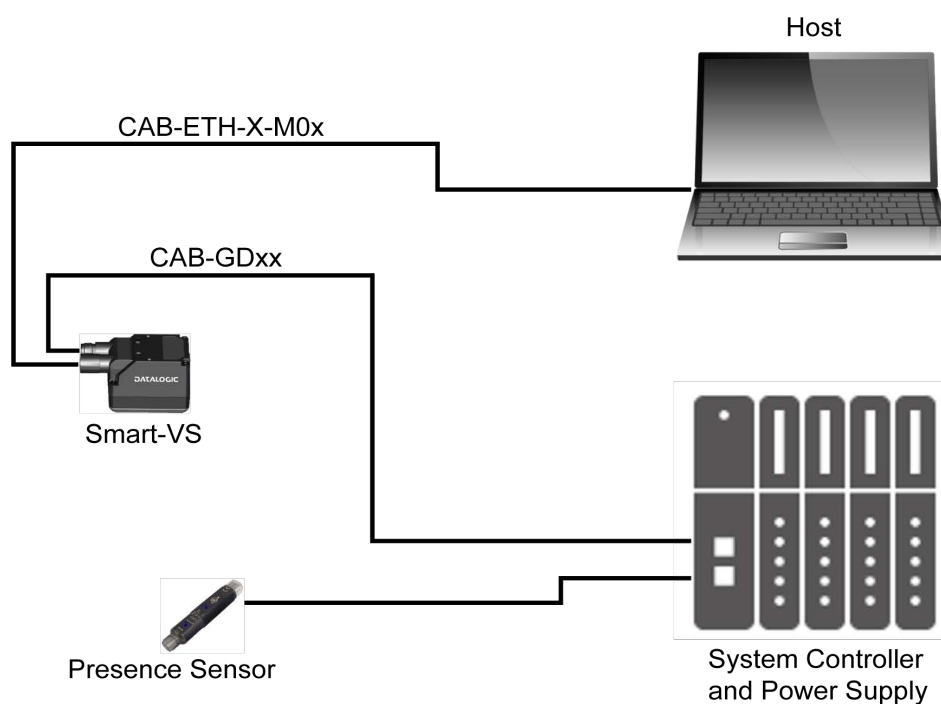 Host
CAB-ETH-X-M0x
CAB-GDxx
DATALOGIC
Smart-VS
Presence Sensor
System Controller
and Power Supply